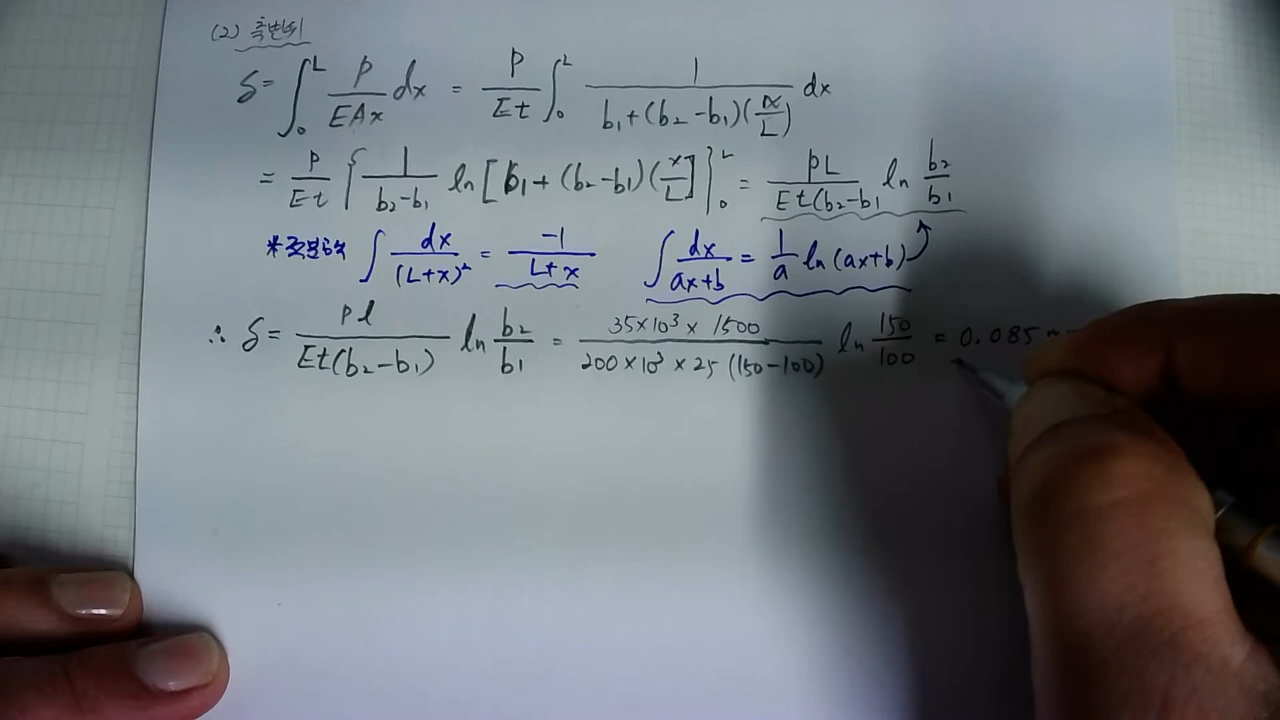 (2) 축변위
δ = ∫₀ᴸ P/EAx dx = P/Et ∫₀ᴸ 1/(b₁+(b₂-b₁)(x/L)) dx
= P/Et { 1/(b₂-b₁) ln [b₁+(b₂-b₁)(x/L] }₀ᴸ = PL/(Et(b₂-b₁) ln b₂/b₁
∫ dx/(L+x)² = -1/(L+x) ∫ dx/(ax+b) = 1/a ln(ax+b)
∴ δ = Pl/(Et(b₂-b₁)) ln b₂/b₁ = 35×10³×1500/(200×10³×25(150-100)) ln 150/100 = 0.085